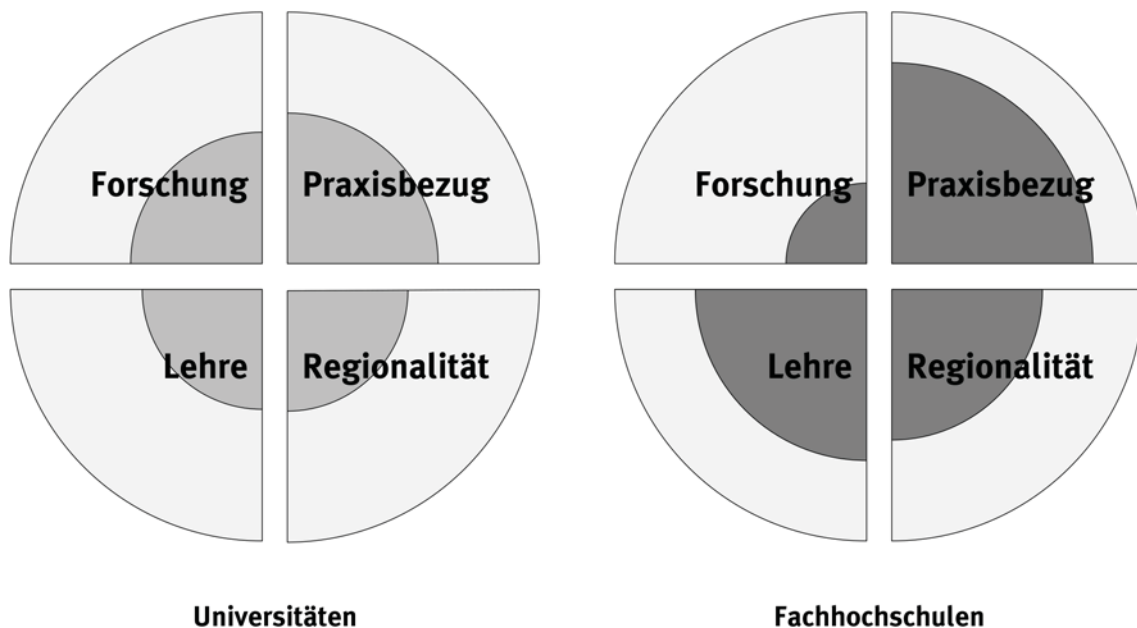 Forschung Praxisbezug Forschung Praxisbezug
Lehre Regionalität Lehre Regionalität
Universitäten Fachhochschulen